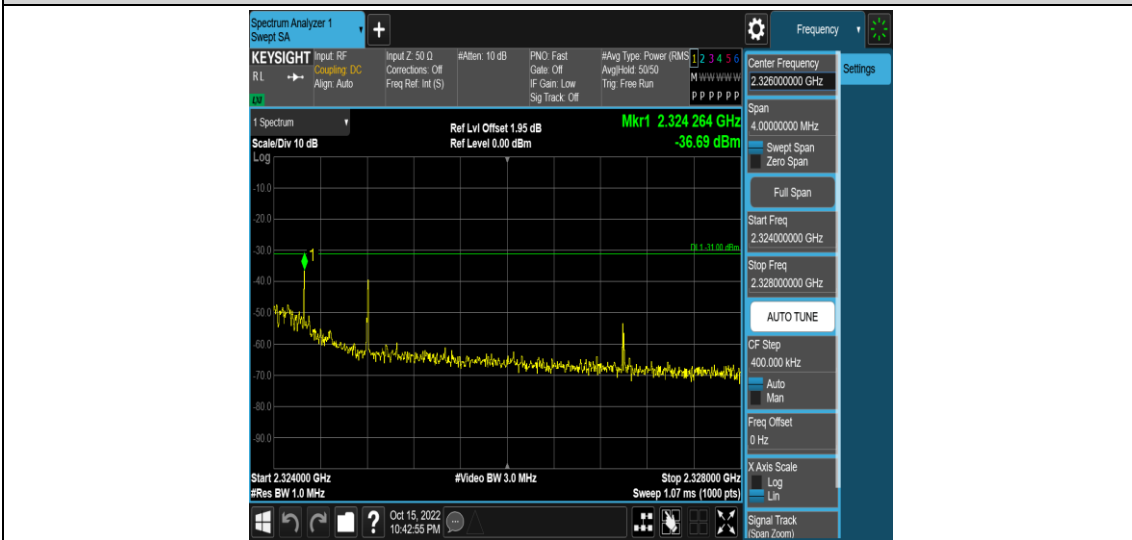 Spectrum Analyzer 1
Swept SA
+
Frequency
KEYSIGHT
RL
LXI
Input: RF
Coupling: DC
Align: Auto
Input Z: 50 Ω
Corrections: Off
Freq Ref: Int (S)
#Atten: 10 dB
PNO: Fast
Gate: Off
IF Gain: Low
Sig Track: Off
#Avg Type: Power (RMS
Avg|Hold: 50/50
Trig: Free Run
1 2 3 4 5 6
M W W W W W
P P P P P P
1 Spectrum
Scale/Div 10 dB
Log
Ref Lvl Offset 1.95 dB
Ref Level 0.00 dBm
Mkr1 2.324 264 GHz
-36.69 dBm
-10.0
-20.0
-30.0
-40.0
-50.0
-60.0
-70.0
-80.0
-90.0
1
DL1 -31.00 dBm
Start 2.324000 GHz
#Res BW 1.0 MHz
#Video BW 3.0 MHz
Stop 2.328000 GHz
Sweep 1.07 ms (1000 pts)
Center Frequency
2.326000000 GHz
Settings
Span
4.00000000 MHz
Swept Span
Zero Span
Full Span
Start Freq
2.324000000 GHz
Stop Freq
2.328000000 GHz
AUTO TUNE
CF Step
400.000 kHz
Auto
Man
Freq Offset
0 Hz
X Axis Scale
Log
Lin
Signal Track
(Span Zoom)
?
Oct 15, 2022
10:42:55 PM